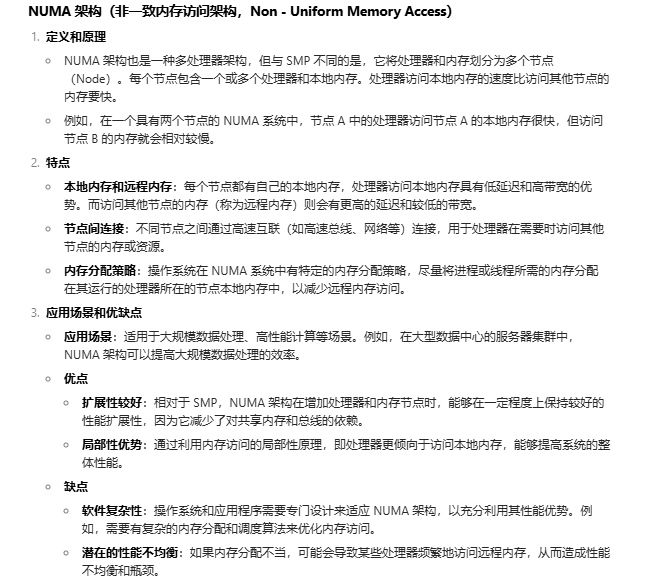 NUMA 架构（非一致内存访问架构，Non - Uniform Memory Access）
1. 定义和原理
NUMA 架构也是一种多处理器架构，但与 SMP 不同的是，它将处理器和内存划分为多个节点
（Node）。每个节点包含一个或多个处理器和本地内存。处理器访问本地内存的速度比访问其他节点的
内存要快。
例如，在一个具有两个节点的 NUMA 系统中，节点 A 中的处理器访问节点 A 的本地内存很快，但访问
节点 B 的内存就会相对较慢。
2. 特点
本地内存和远程内存：每个节点都有自己的本地内存，处理器访问本地内存具有低延迟和高带宽的优
势。而访问其他节点的内存（称为远程内存）则会有更高的延迟和较低的带宽。
节点间连接：不同节点之间通过高速互联（如高速总线、网络等）连接，用于处理器在需要时访问其他
节点的内存或资源。
内存分配策略：操作系统在 NUMA 系统中有特定的内存分配策略，尽量将进程或线程所需的内存分配
在其运行的处理器所在的节点本地内存中，以减少远程内存访问。
3. 应用场景和优缺点
应用场景：适用于大规模数据处理、高性能计算等场景。例如，在大型数据中心的服务器集群中，
NUMA 架构可以提高大规模数据处理的效率。
优点
扩展性较好：相对于 SMP，NUMA 架构在增加处理器和内存节点时，能够在一定程度上保持较好的
性能扩展性，因为它减少了对共享内存和总线的依赖。
局部性优势：通过利用内存访问的局部性原理，即处理器更倾向于访问本地内存，能够提高系统的整
体性能。
缺点
软件复杂性：操作系统和应用程序需要专门设计来适应 NUMA 架构，以充分利用其性能优势。例
如，需要有复杂的内存分配和调度算法来优化内存访问。
潜在的性能不均衡：如果内存分配不当，可能会导致某些处理器频繁地访问远程内存，从而造成性能
不均衡和瓶颈。